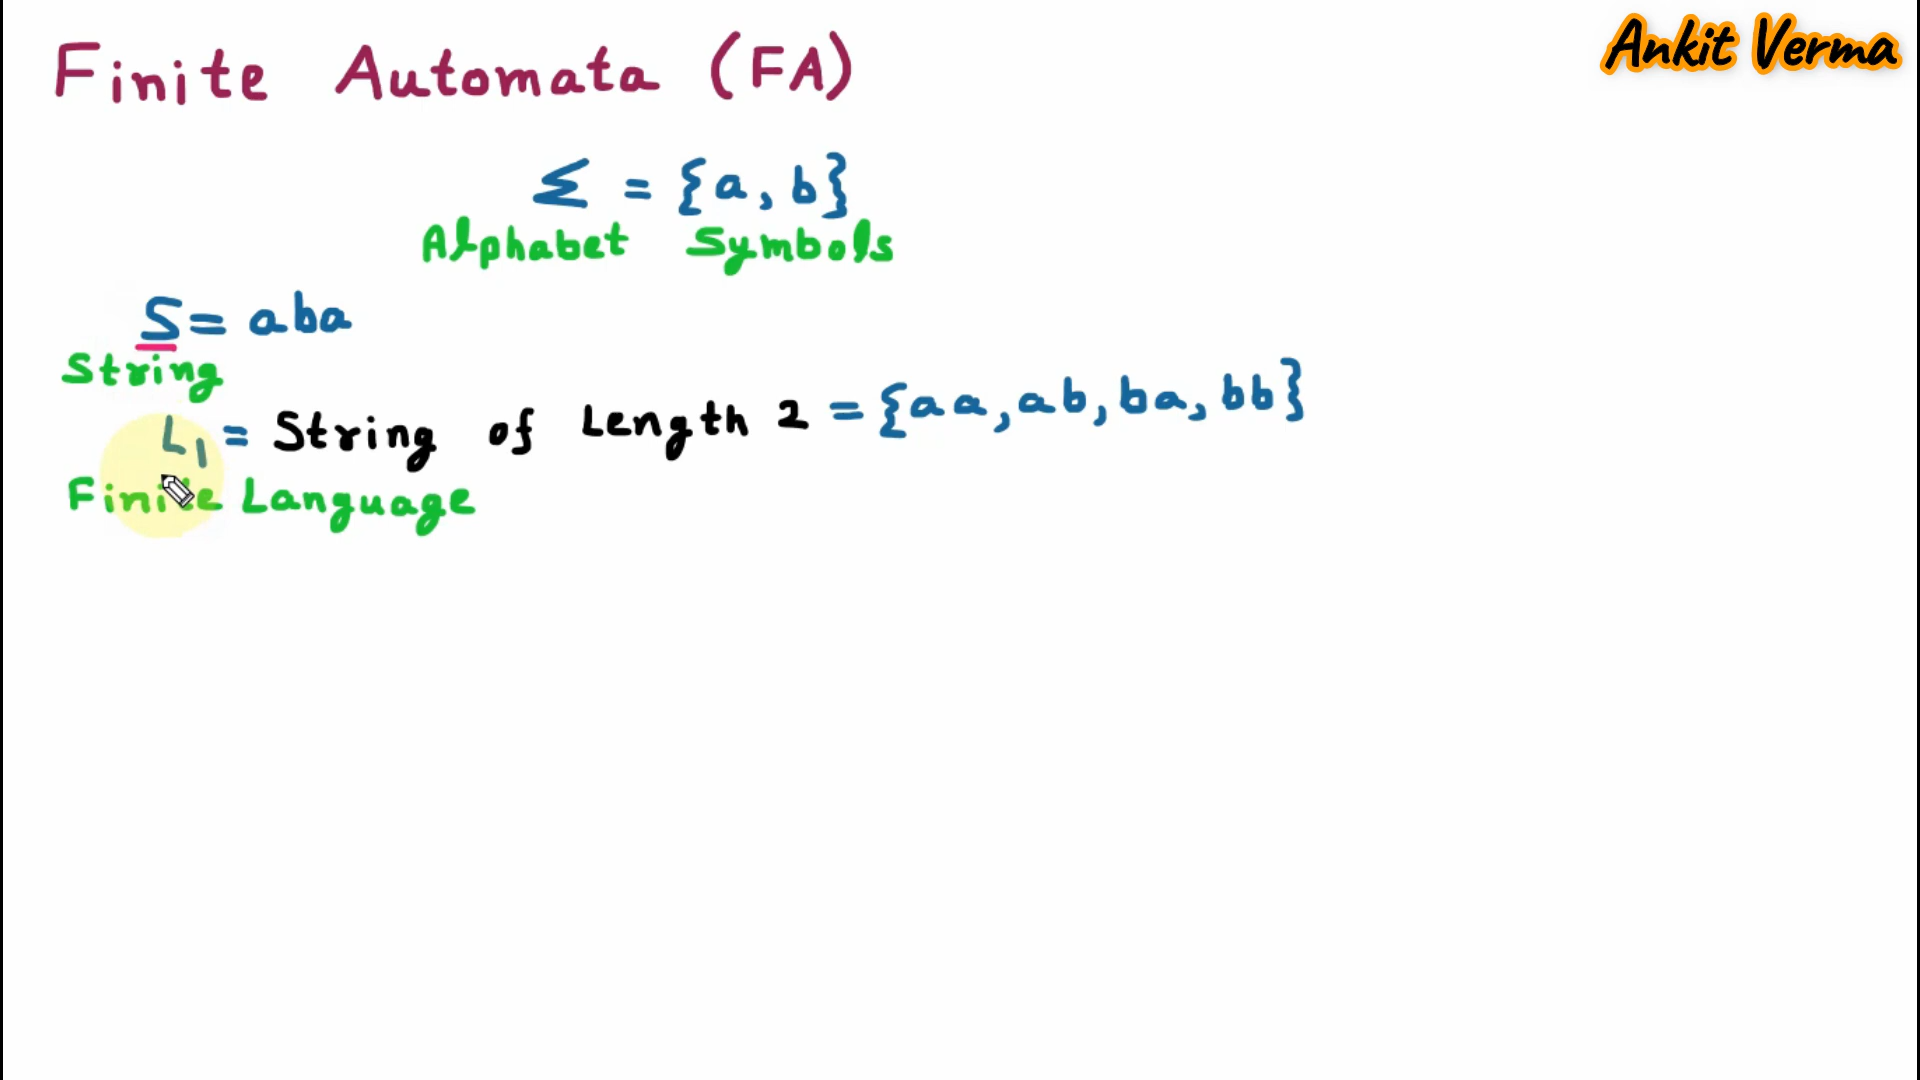 Finite Automata (FA)
Ankit Verma
Σ = {a, b}
Alphabet Symbols
S = aba
String
L1 = String of Length 2 = {aa, ab, ba, bb}
Finite Language